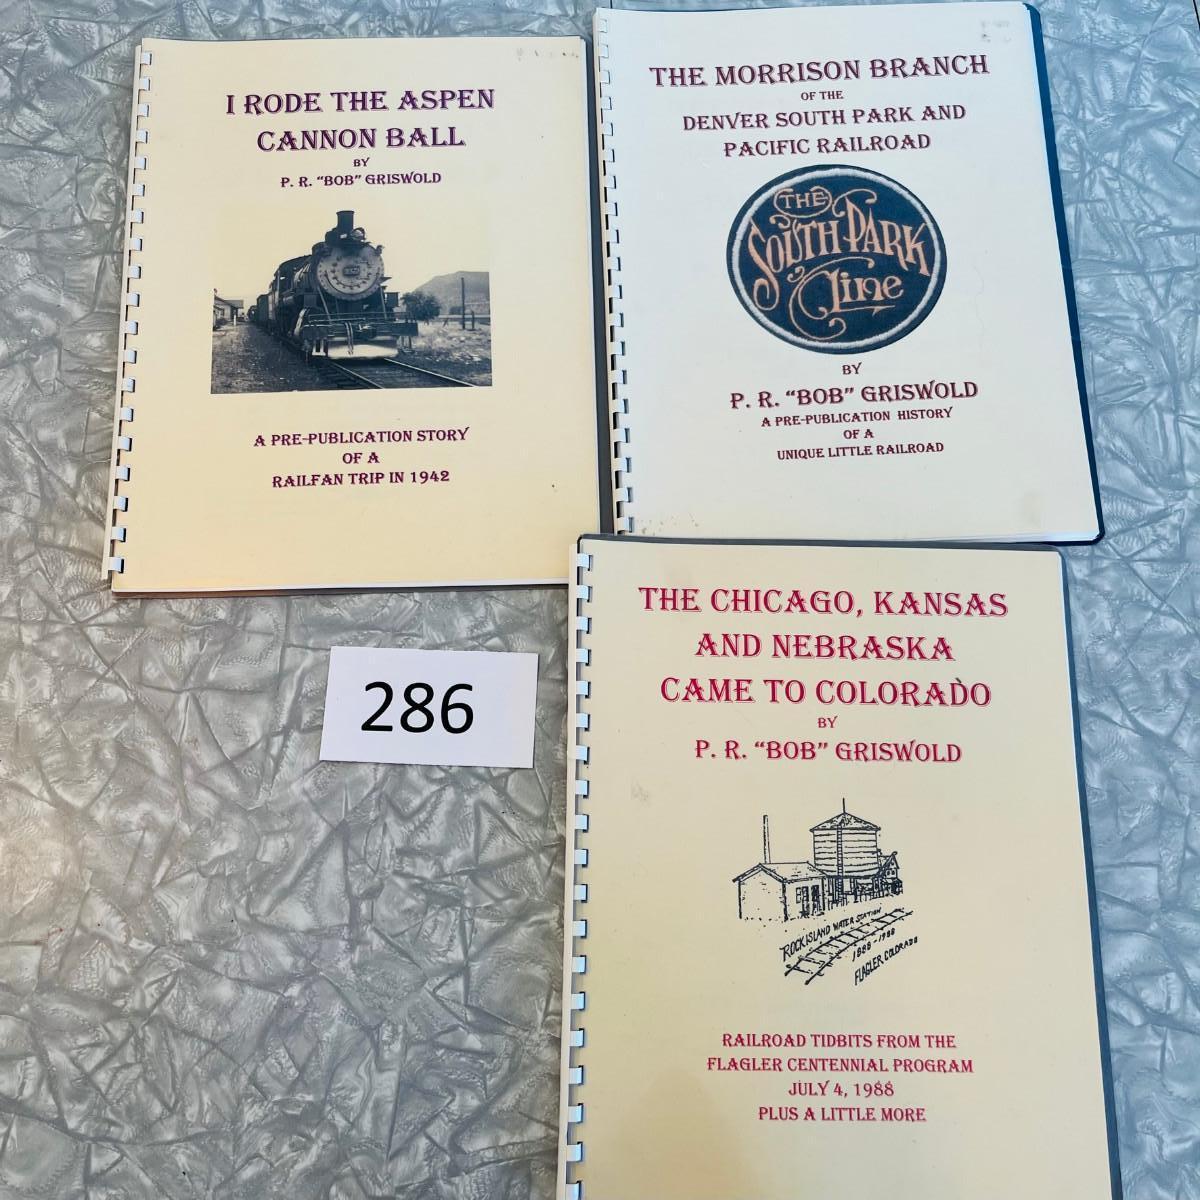 I RODE THE ASPEN
CANNON BALL
BY
P. R. "BOB" GRISWOLD
A PRE-PUBLICATION STORY
OF A
RAILFAN TRIP IN 1942
THE MORRISON BRANCH
OF THE
DENVER SOUTH PARK AND
PACIFIC RAILROAD
THE
SOUTH PARK
Line
BY
P. R. "BOB" GRISWOLD
A PRE-PUBLICATION HISTORY
OF A
UNIQUE LITTLE RAILROAD
286
THE CHICAGO, KANSAS
AND NEBRASKA
CAME TO COLORADO
BY
P. R. "BOB" GRISWOLD
ROCK ISLAND WATER STATION
1888-1988
FLAGLER COLORADO
RAILROAD TIDBITS FROM THE
FLAGLER CENTENNIAL PROGRAM
JULY 4, 1988
PLUS A LITTLE MORE